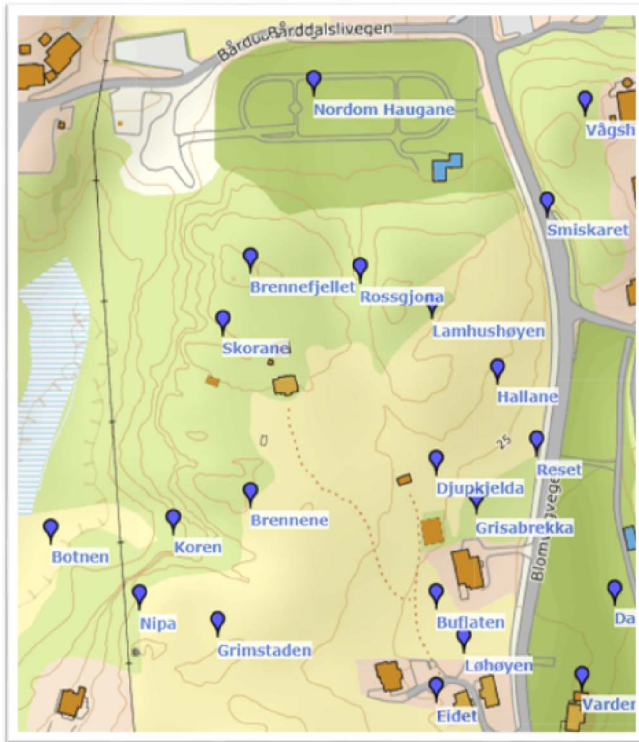 Bårddalslivegen
Nordom Haugane
Vågsh
Smiskaret
Brennefjellet
Rossgjona
Lamhushøyen
Skorane
Hallane
25
Reset
Djupkjelda
Grisabrekka
Brennene
Koren
Botnen
Nipa
Grimstaden
Buflaten
Da
Løhøyen
Eidet
Varden